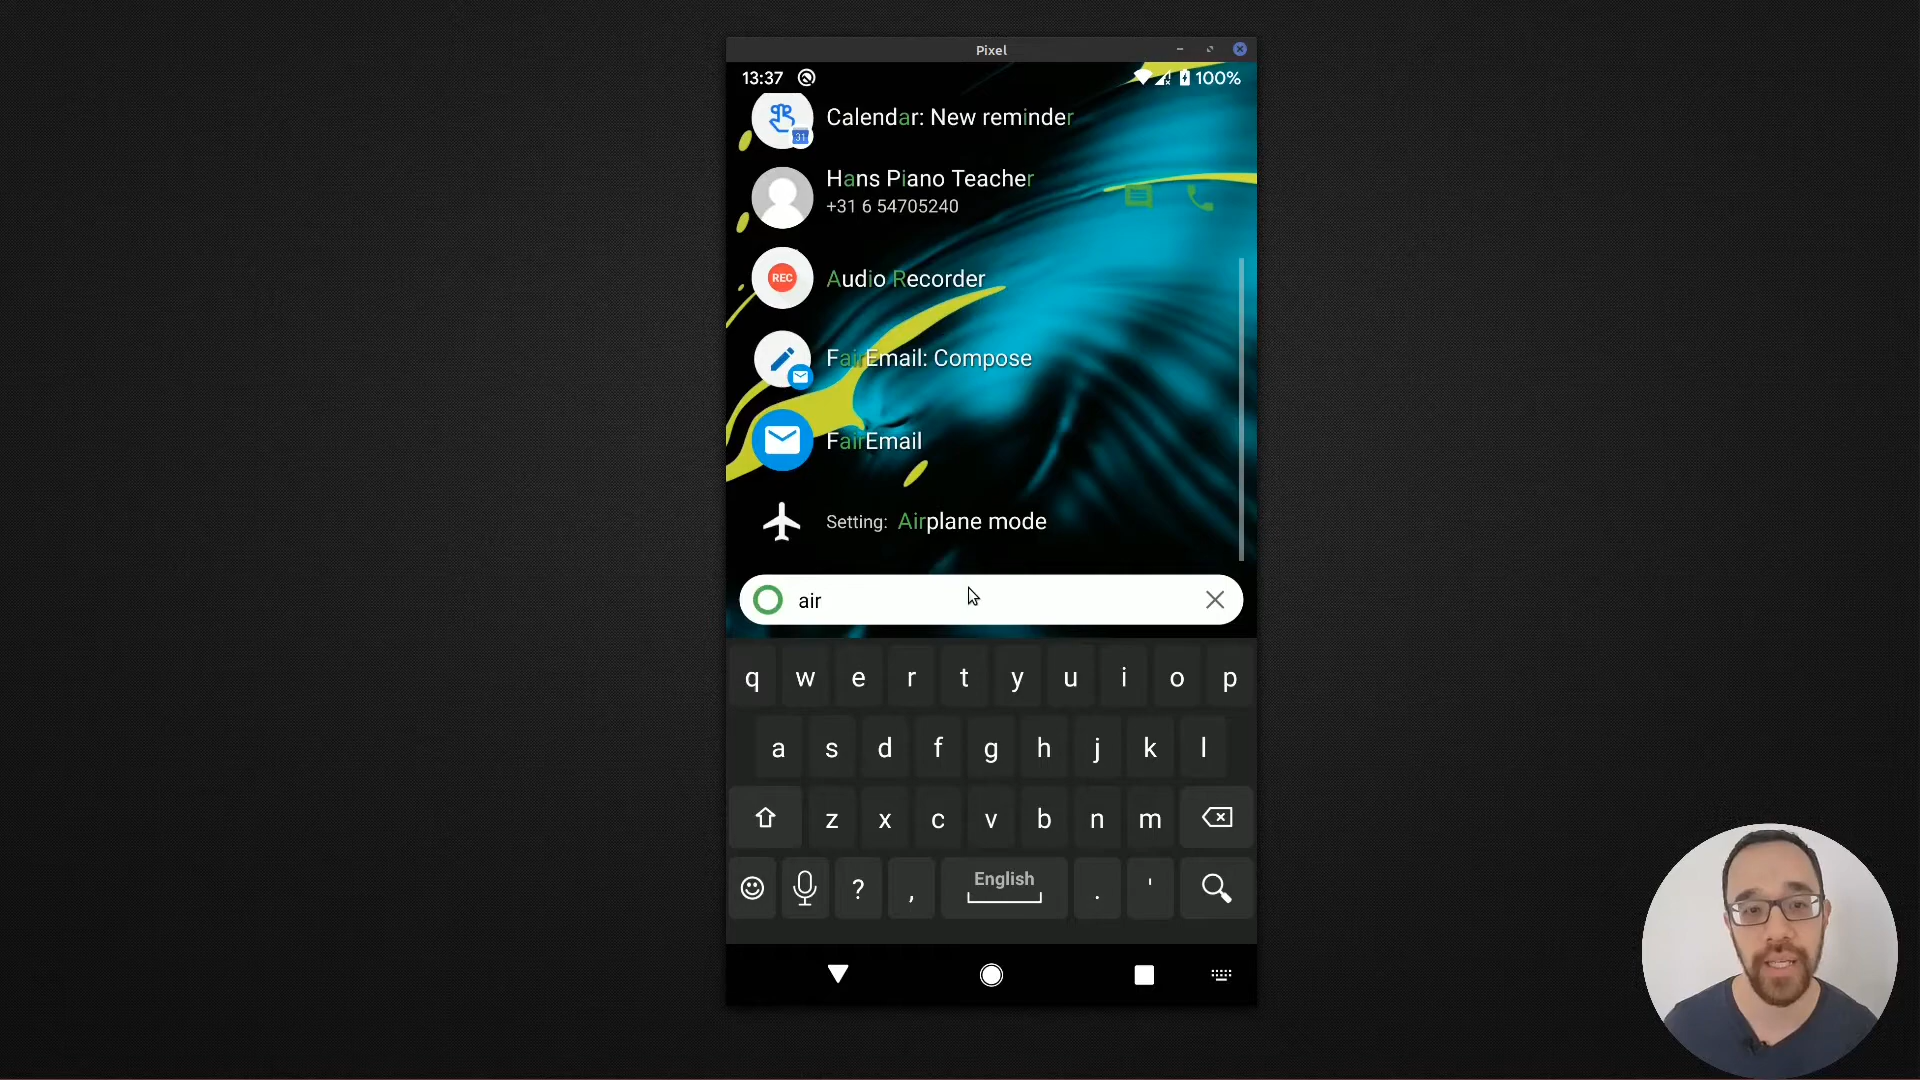 Pixel
13:37 100%
31
Calendar: New reminder
Hans Piano Teacher
+31 6 54705240
REC
Audio Recorder
FairEmail: Compose
FairEmail
Setting: Airplane mode
air
q w e r t y u i o p
a s d f g h j k l
z x c v b n m
? , English . '